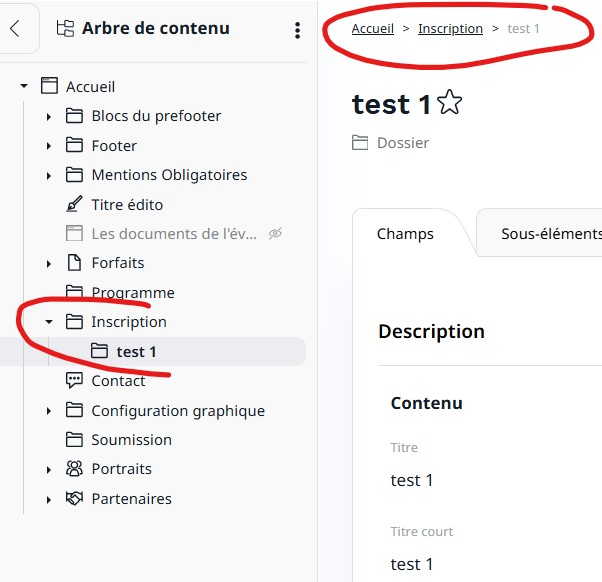 Arbre de contenu
Accueil
Blocs du prefooter
Footer
Mentions Obligatoires
Titre édito
Les documents de l'év...
Forfaits
Programme
Inscription
test 1
Contact
Configuration graphique
Soumission
Portraits
Partenaires
Accueil > Inscription > test 1
test 1
Dossier
Champs Sous-éléments
Description
Contenu
Titre
test 1
Titre court
test 1